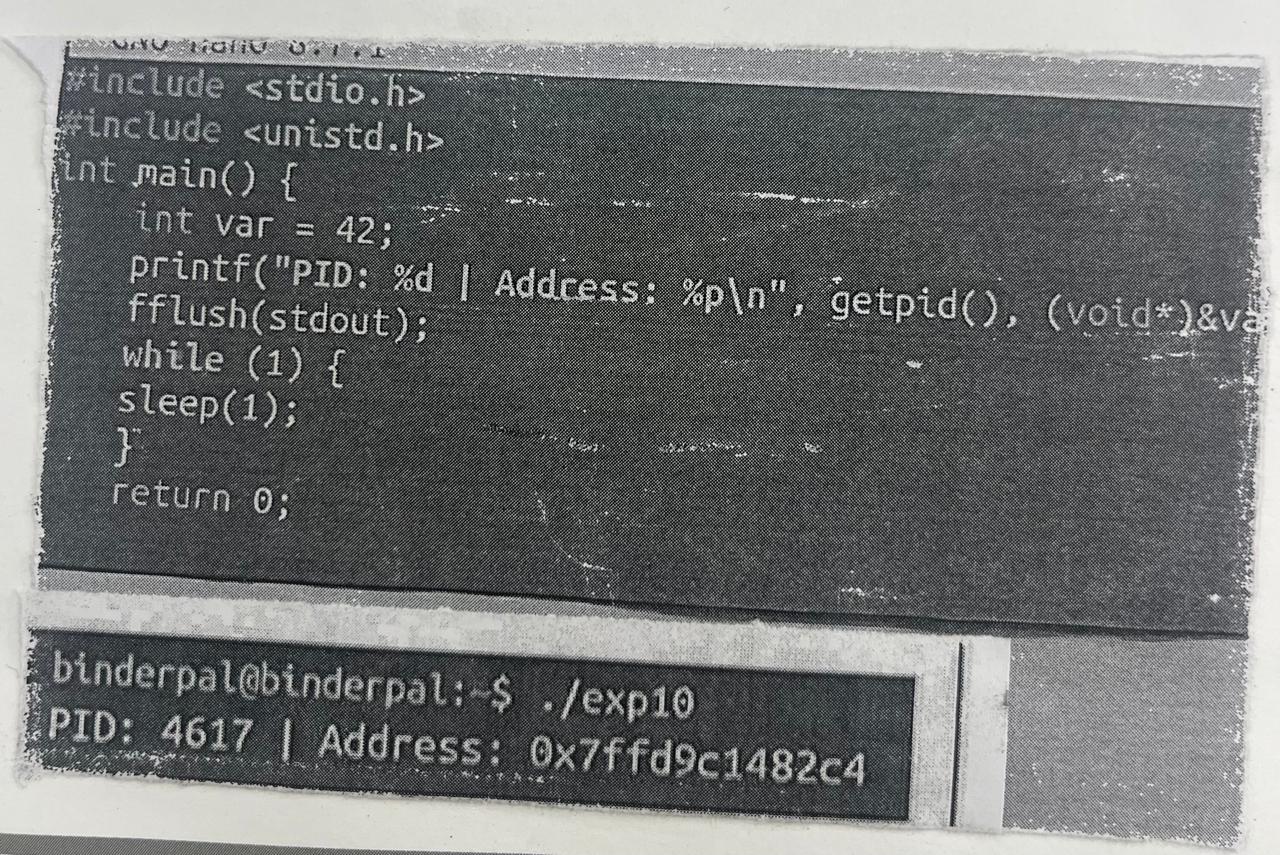 #include <stdio.h>
#include <unistd.h>
int main() {
int var = 42;
printf("PID: %d | Address: %p\n", getpid(), (void*)&va
fflush(stdout);
while (1) {
sleep(1);
}
return 0;
binderpal@binderpal:~$ ./exp10
PID: 4617 | Address: 0x7ffd9c1482c4